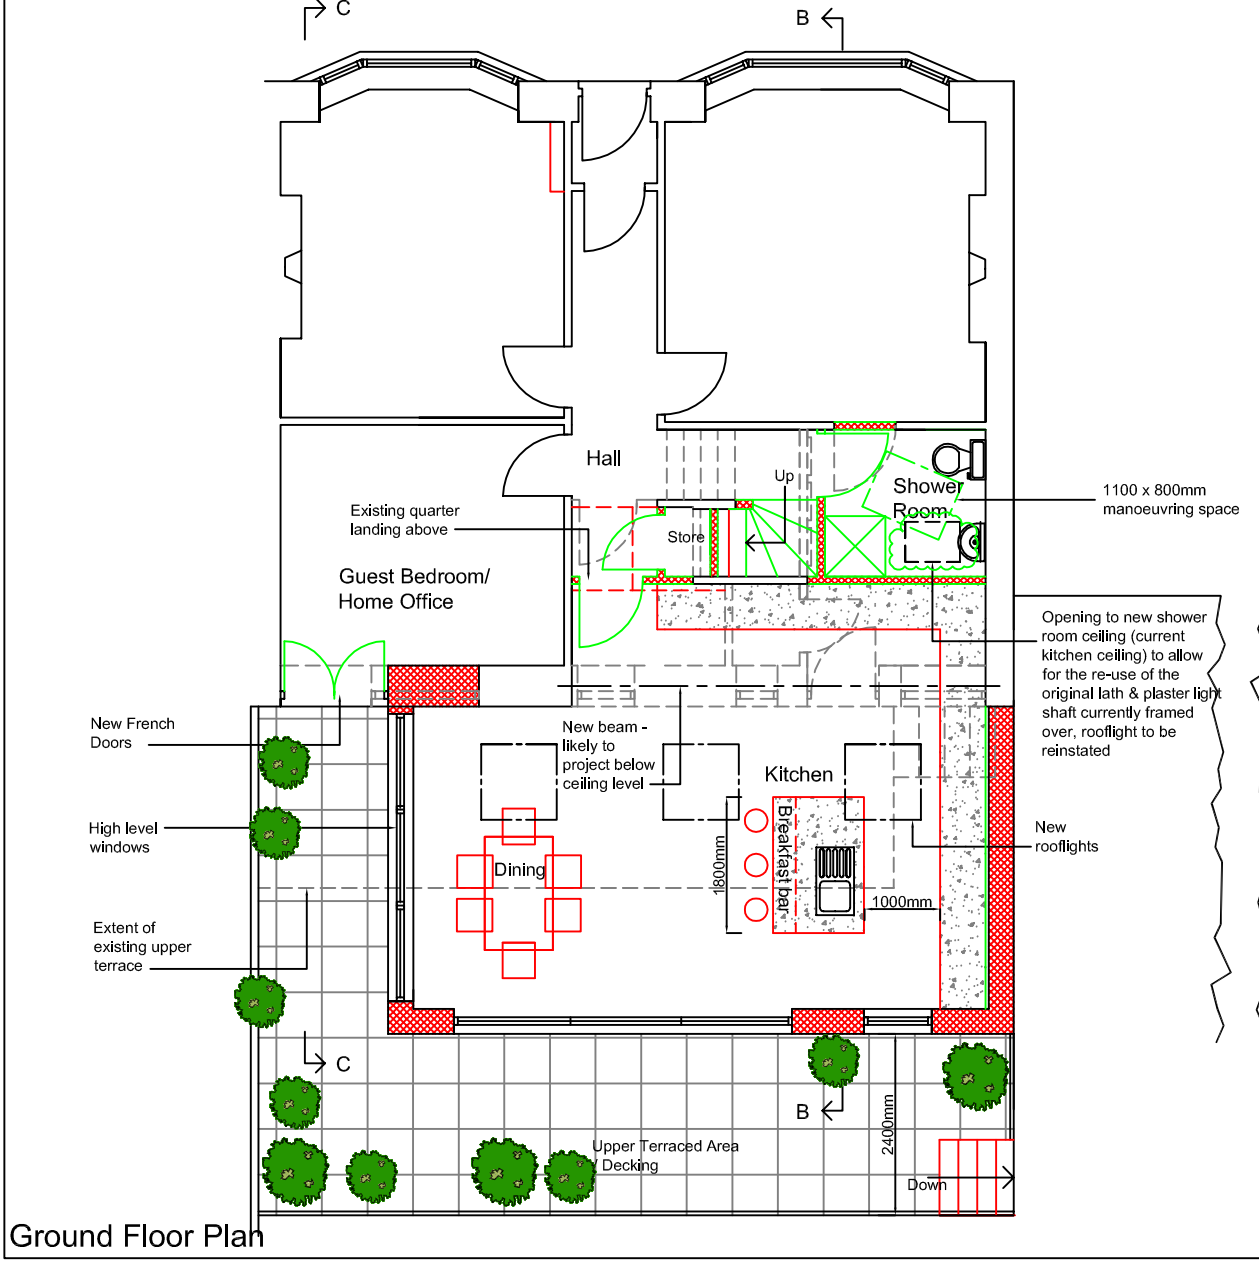 C
B
Hall
Up
Shower
Room
1100 x 800mm
manoeuvring space
Existing quarter
landing above
Store
Guest Bedroom/
Home Office
Opening to new shower
room ceiling (current
kitchen ceiling) to allow
for the re-use of the
original lath & plaster light
shaft currently framed
over, rooflight to be
reinstated
New French
Doors
New beam -
likely to
project below
ceiling level
Kitchen
High level
windows
Breakfast bar
1800mm
New
rooflights
Dining
1000mm
Extent of
existing upper
terrace
C
B
2400mm
Upper Terraced Area
/ Decking
Down
Ground Floor Plan